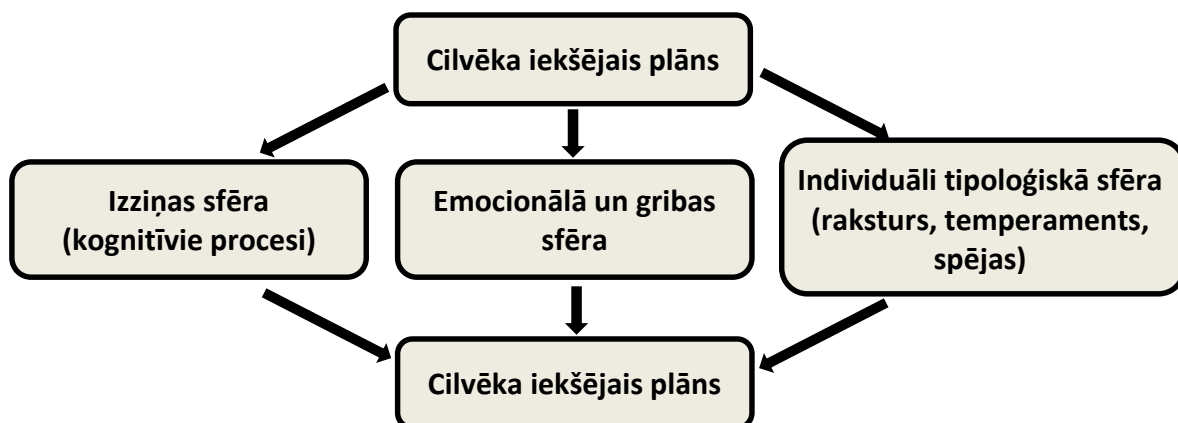 Cilvēka iekšējais plāns
Izziņas sfēra
(kognitīvie procesi)
Emocionālā un gribas
sfēra
Individuāli tipoloģiskā sfēra
(raksturs, temperaments,
spējas)
Cilvēka iekšējais plāns